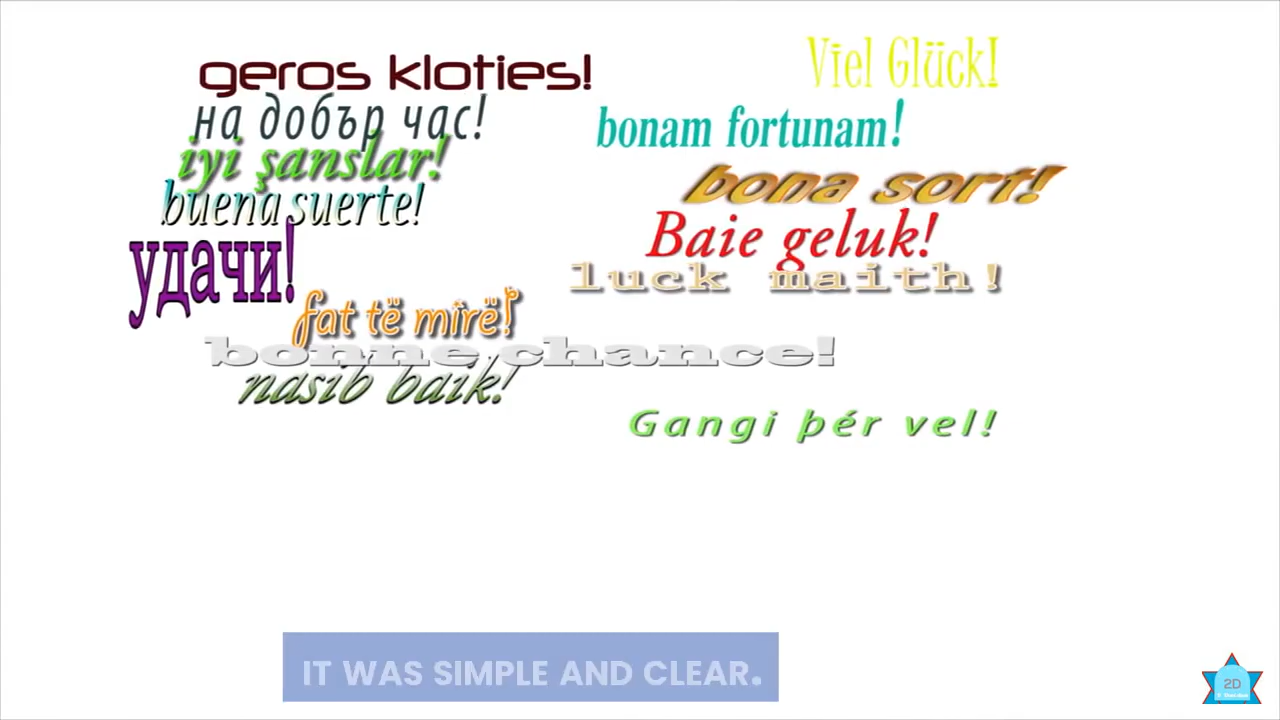 geros kloties!
на добър час!
iyi şanslar!
buena suerte!
удачи!
fat të mirë!
bonne chance!
nasib baik!
Viel Glück!
bonam fortunam!
bona sort!
Baie geluk!
luck maith!
Gangi þér vel!
IT WAS SIMPLE AND CLEAR.
2D